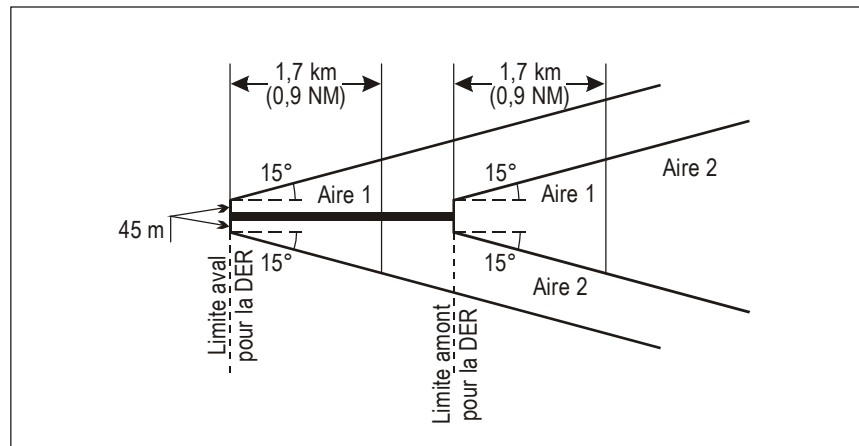 1,7 km
(0,9 NM)
1,7 km
(0,9 NM)
15°
Aire 1
15°
Aire 1
Aire 2
45 m
15°
15°
Aire 2
Limite aval
pour la DER
Limite amont
pour la DER